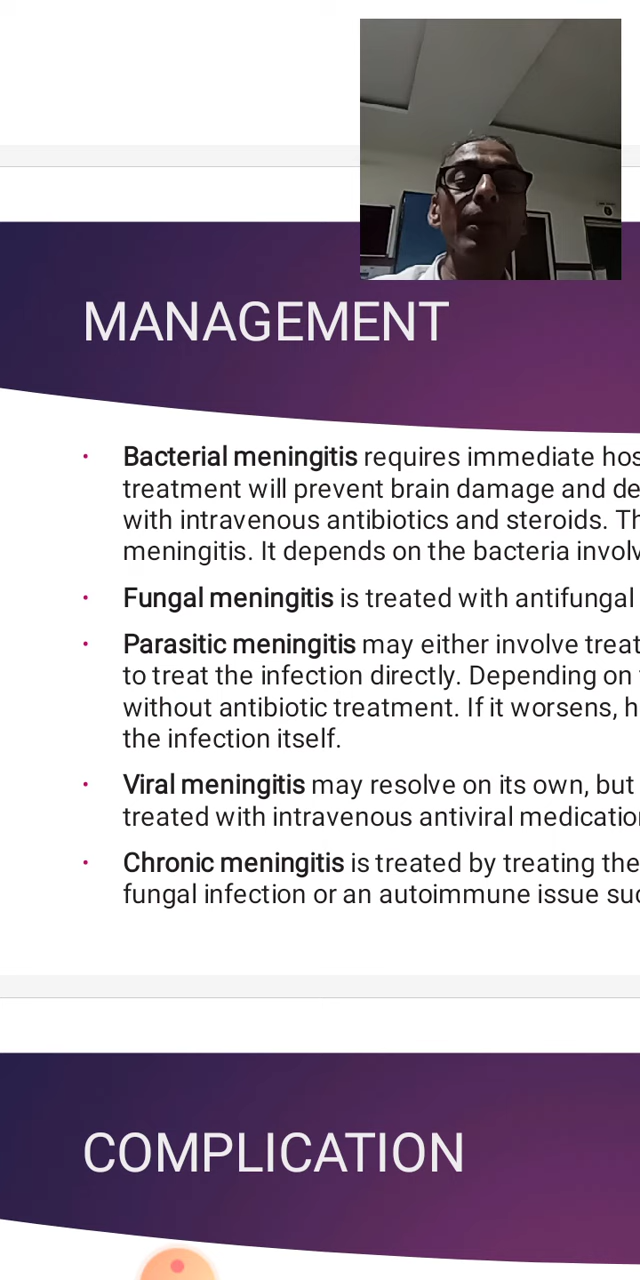 MANAGEMENT
• Bacterial meningitis requires immediate hos
treatment will prevent brain damage and de
with intravenous antibiotics and steroids. Th
meningitis. It depends on the bacteria involv
• Fungal meningitis is treated with antifungal
• Parasitic meningitis may either involve treat
to treat the infection directly. Depending on
without antibiotic treatment. If it worsens, h
the infection itself.
• Viral meningitis may resolve on its own, but
treated with intravenous antiviral medicatio
• Chronic meningitis is treated by treating the
fungal infection or an autoimmune issue suc
COMPLICATION